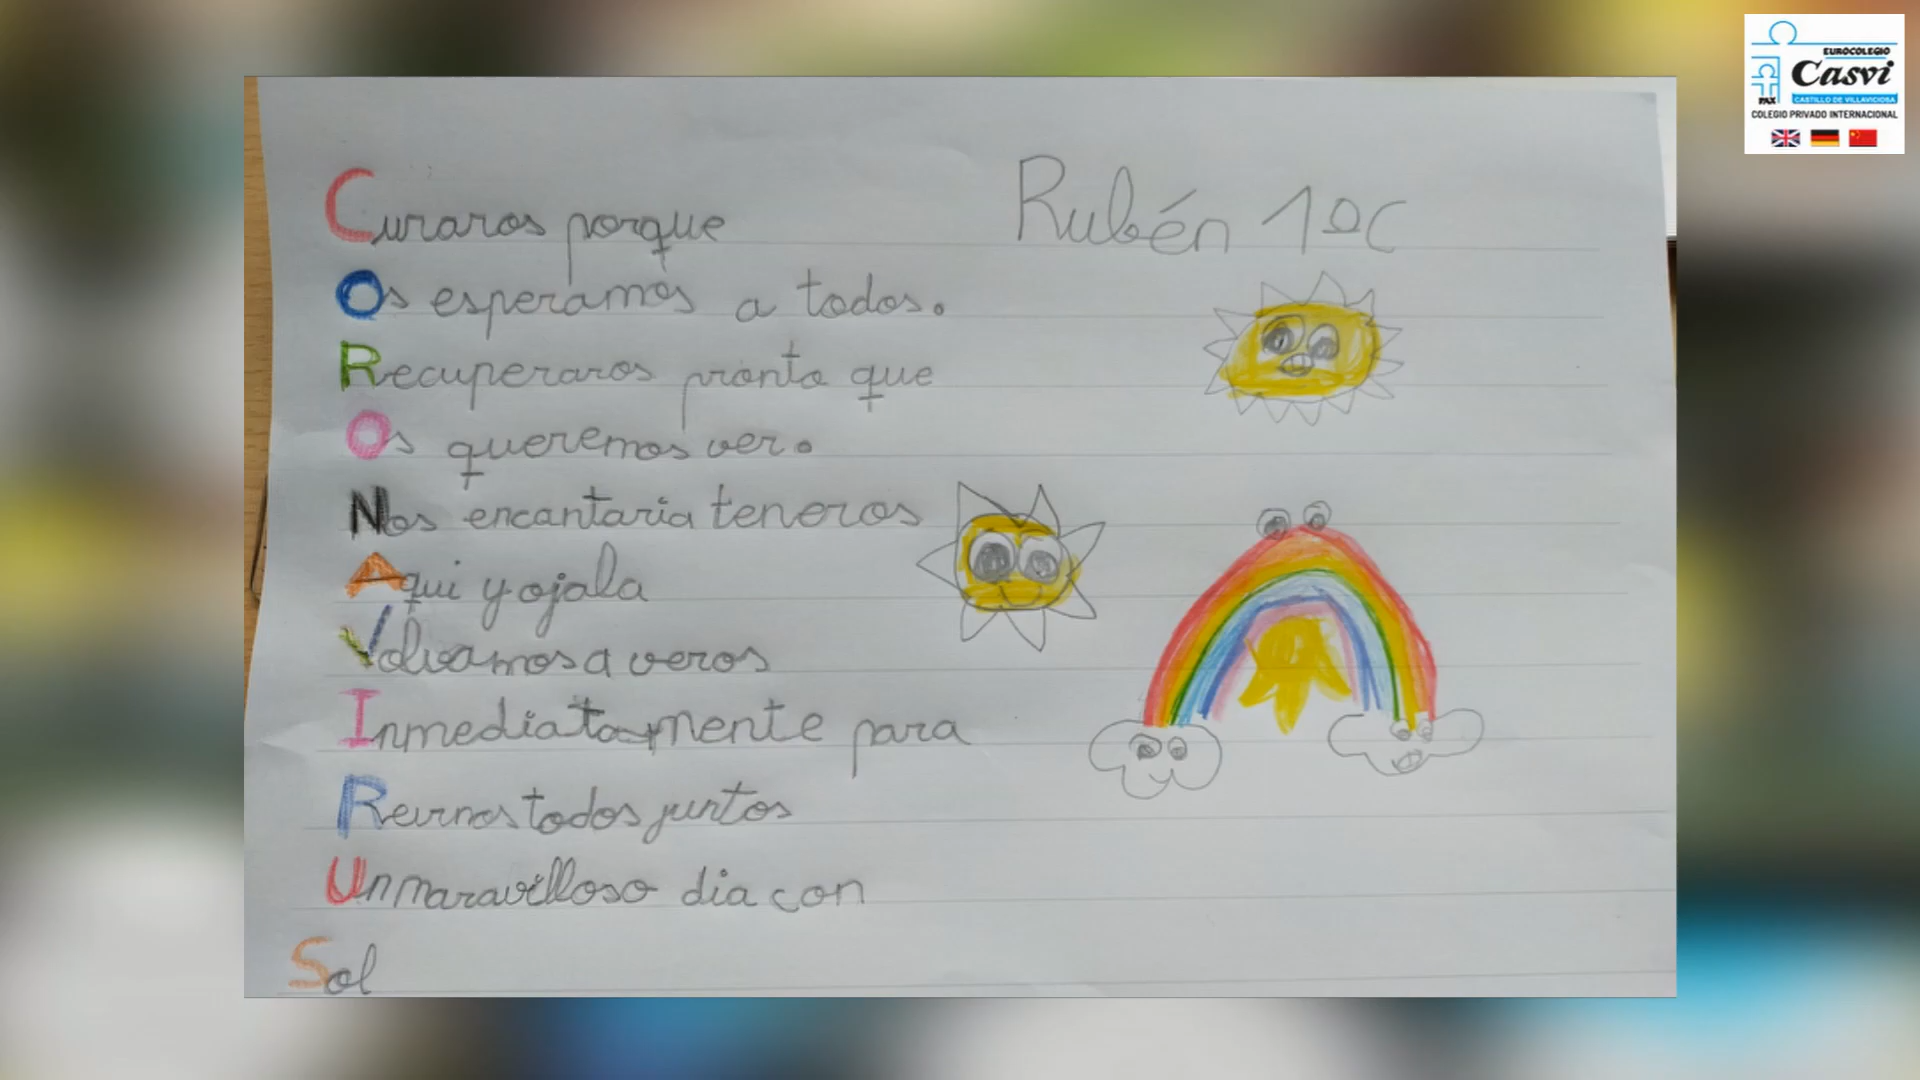 EUROCOLEGIO
Casvi
PAX
CASTILLO DE VILLAVICIOSA
COLEGIO PRIVADO INTERNACIONAL
Rubén 1ºC
Curaros porque
Os esperamos a todos.
Recuperaros pronto que
Os queremos ver.
Nos encantaria teneros
Aqui y ojala
Volvamos a veros
Inmediatamente para
Reirnos todos juntos
Un maravilloso dia con
Sol